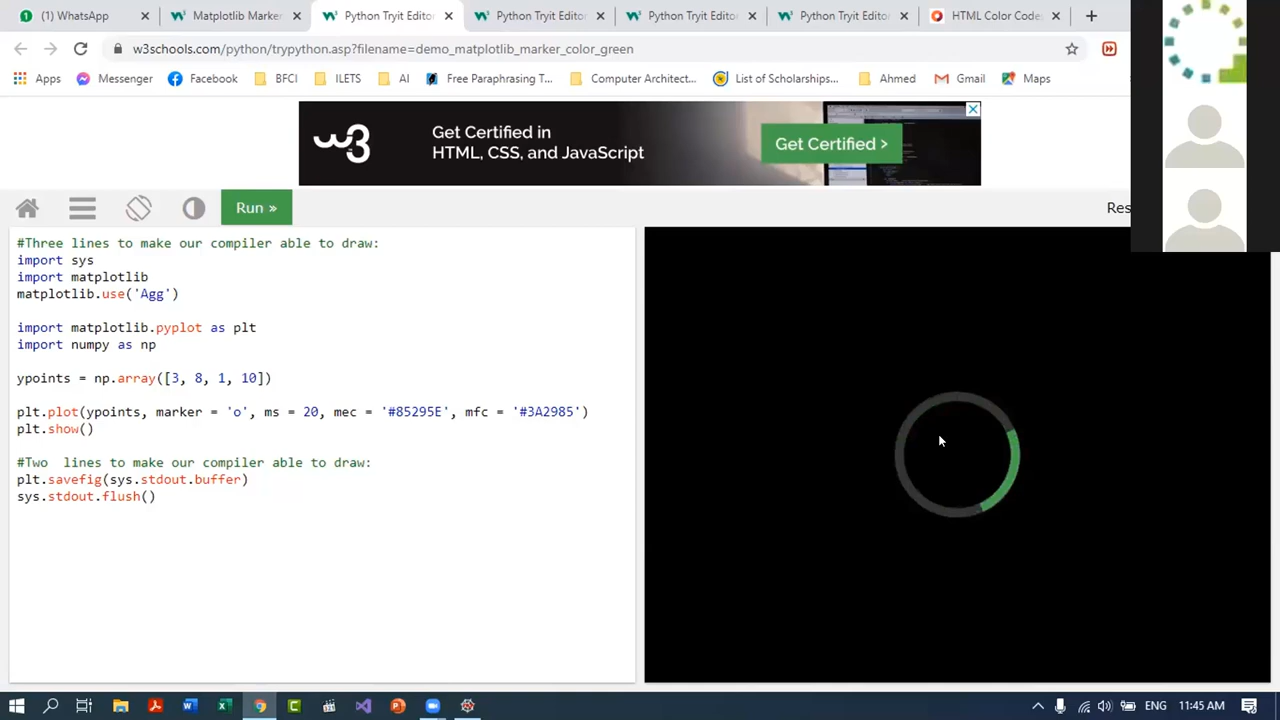 (1) WhatsApp
Matplotlib Marker
Python Tryit Editor
Python Tryit Editor
Python Tryit Editor
Python Tryit Editor
HTML Color Codes
w3schools.com/python/trypython.asp?filename=demo_matplotlib_marker_color_green
Apps
Messenger
Facebook
BFCI
ILETS
AI
Free Paraphrasing T...
Computer Architect...
List of Scholarships...
Ahmed
Gmail
Maps
w3
Get Certified in
HTML, CSS, and JavaScript
Get Certified >
Run »
Res
#Three lines to make our compiler able to draw:
import sys
import matplotlib
matplotlib.use('Agg')
import matplotlib.pyplot as plt
import numpy as np
ypoints = np.array([3, 8, 1, 10])
plt.plot(ypoints, marker = 'o', ms = 20, mec = '#85295E', mfc = '#3A2985')
plt.show()
#Two  lines to make our compiler able to draw:
plt.savefig(sys.stdout.buffer)
sys.stdout.flush()
ENG
11:45 AM